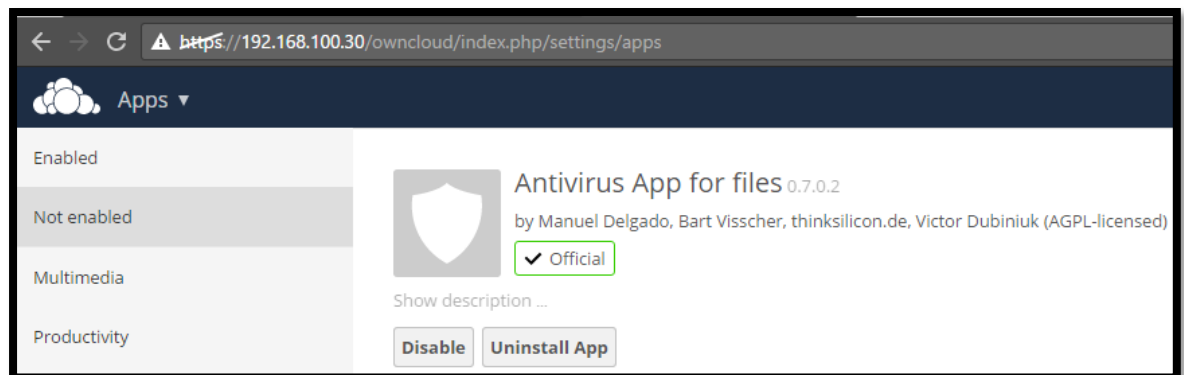 https://192.168.100.30/owncloud/index.php/settings/apps
Apps ▼
Enabled
Not enabled
Multimedia
Productivity
Antivirus App for files 0.7.0.2
by Manuel Delgado, Bart Visscher, thinksilicon.de, Victor Dubiniuk (AGPL-licensed)
✔ Official
Show description ...
Disable
Uninstall App